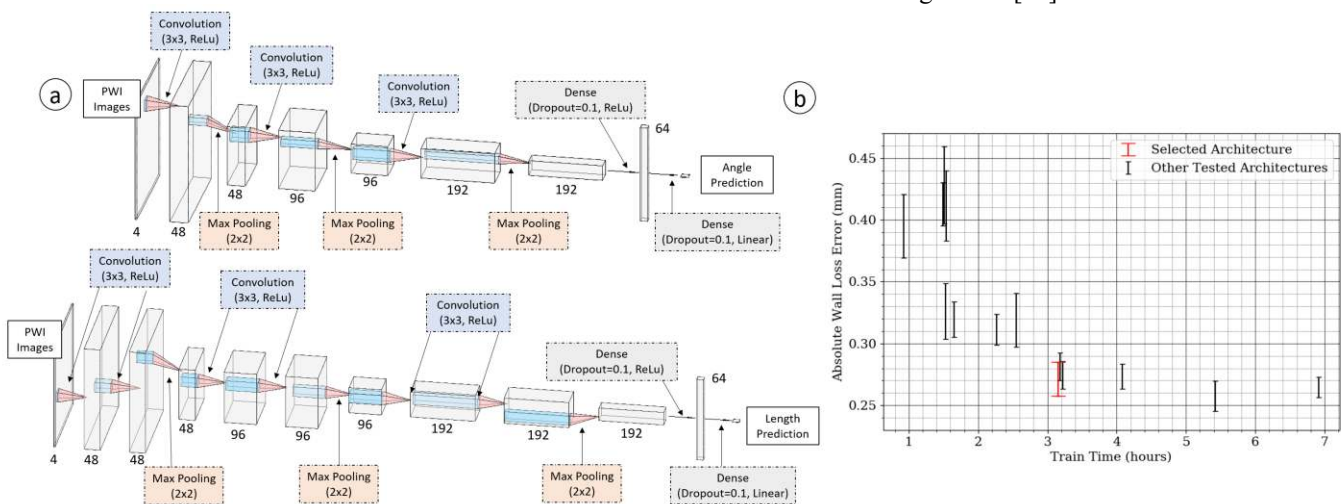 a
Convolution
(3x3, ReLu)
Convolution
(3x3, ReLu)
Convolution
(3x3, ReLu)
PWI
Images
Dense
(Dropout=0.1, ReLu)
64
Angle
Prediction
4
48
48
96
96
192
192
Max Pooling
(2x2)
Max Pooling
(2x2)
Max Pooling
(2x2)
Dense
(Dropout=0.1, Linear)
Convolution
(3x3, ReLu)
Convolution
(3x3, ReLu)
Convolution
(3x3, ReLu)
PWI
Images
Dense
(Dropout=0.1, ReLu)
64
Length
Prediction
4
48
48
48
96
96
96
192
192
192
Max Pooling
(2x2)
Max Pooling
(2x2)
Max Pooling
(2x2)
Dense
(Dropout=0.1, Linear)
b
Selected Architecture
Other Tested Architectures
Absolute Wall Loss Error (mm)
0.45
0.40
0.35
0.30
0.25
1 2 3 4 5 6 7
Train Time (hours)